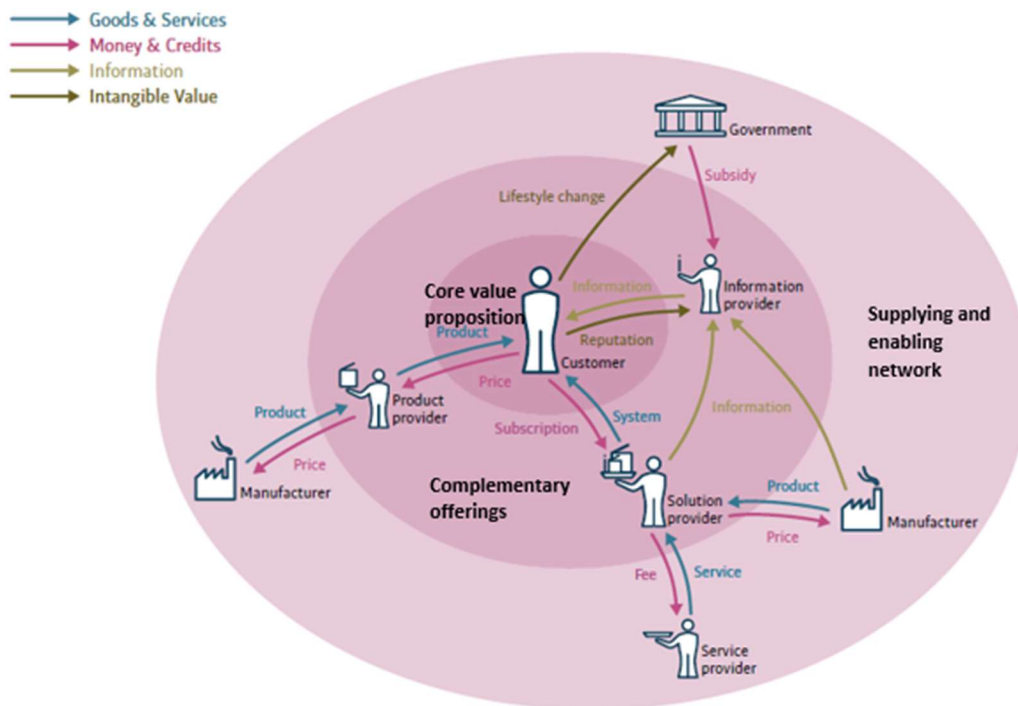 Goods & Services
Money & Credits
Information
Intangible Value
Government
Subsidy
Lifestyle change
Information
provider
Information
Core value
proposition
Product
Reputation
Customer
Price
Supplying and
enabling
network
Product
provider
Product
Price
Manufacturer
Subscription
System
Information
Complementary
offerings
Solution
provider
Product
Price
Manufacturer
Fee
Service
Service
provider